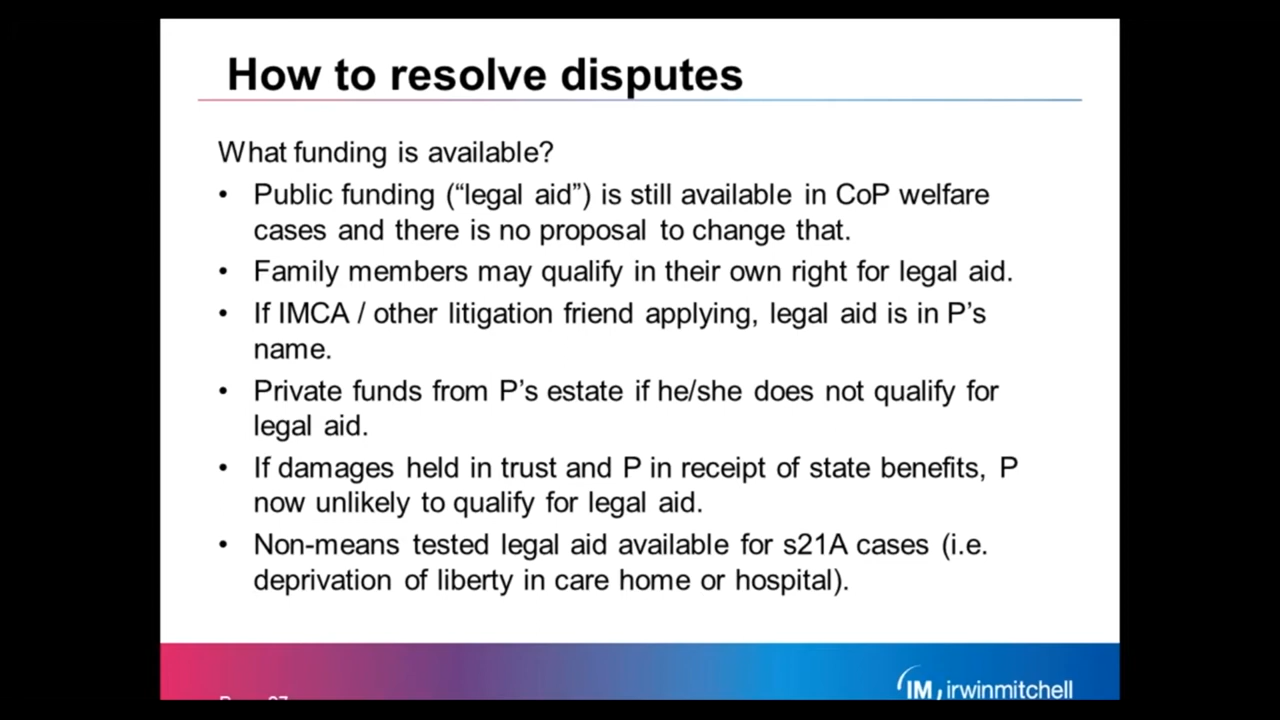 How to resolve disputes
What funding is available?
• Public funding (“legal aid”) is still available in CoP welfare
cases and there is no proposal to change that.
• Family members may qualify in their own right for legal aid.
• If IMCA / other litigation friend applying, legal aid is in P’s
name.
• Private funds from P’s estate if he/she does not qualify for
legal aid.
• If damages held in trust and P in receipt of state benefits, P
now unlikely to qualify for legal aid.
• Non-means tested legal aid available for s21A cases (i.e.
deprivation of liberty in care home or hospital).
IM irwinmitchell